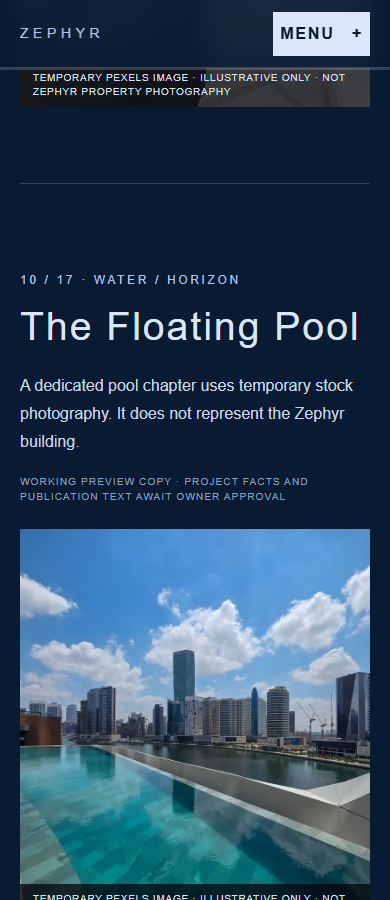 ZEPHYR
MENU +
TEMPORARY PEXELS IMAGE · ILLUSTRATIVE ONLY · NOT
ZEPHYR PROPERTY PHOTOGRAPHY
10 / 17 · WATER / HORIZON
The Floating Pool
A dedicated pool chapter uses temporary stock
photography. It does not represent the Zephyr
building.
WORKING PREVIEW COPY · PROJECT FACTS AND
PUBLICATION TEXT AWAIT OWNER APPROVAL
TEMPORARY PEXELS IMAGE · ILLUSTRATIVE ONLY · NOT